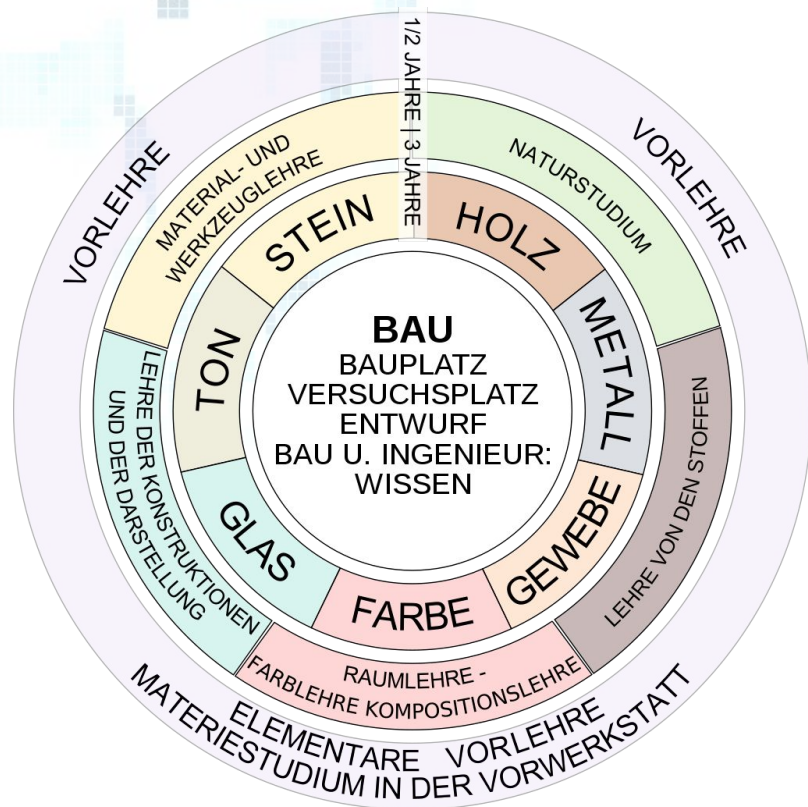 1/2 JAHRE | 3 JAHRE
VORLEHRE
VORLEHRE
ELEMENTARE VORLEHRE
MATERIESTUDIUM IN DER VORWERKSTATT
MATERIAL- UND
WERKZEUGLEHRE
NATURSTUDIUM
LEHRE VON DEN STOFFEN
RAUMLEHRE -
FARBLEHRE KOMPOSITIONSLEHRE
LEHRE DER KONSTRUKTIONEN
UND DER DARSTELLUNG
STEIN
HOLZ
METALL
GEWEBE
FARBE
GLAS
TON
BAU
BAUPLATZ
VERSUCHSPLATZ
ENTWURF
BAU U. INGENIEUR:
WISSEN